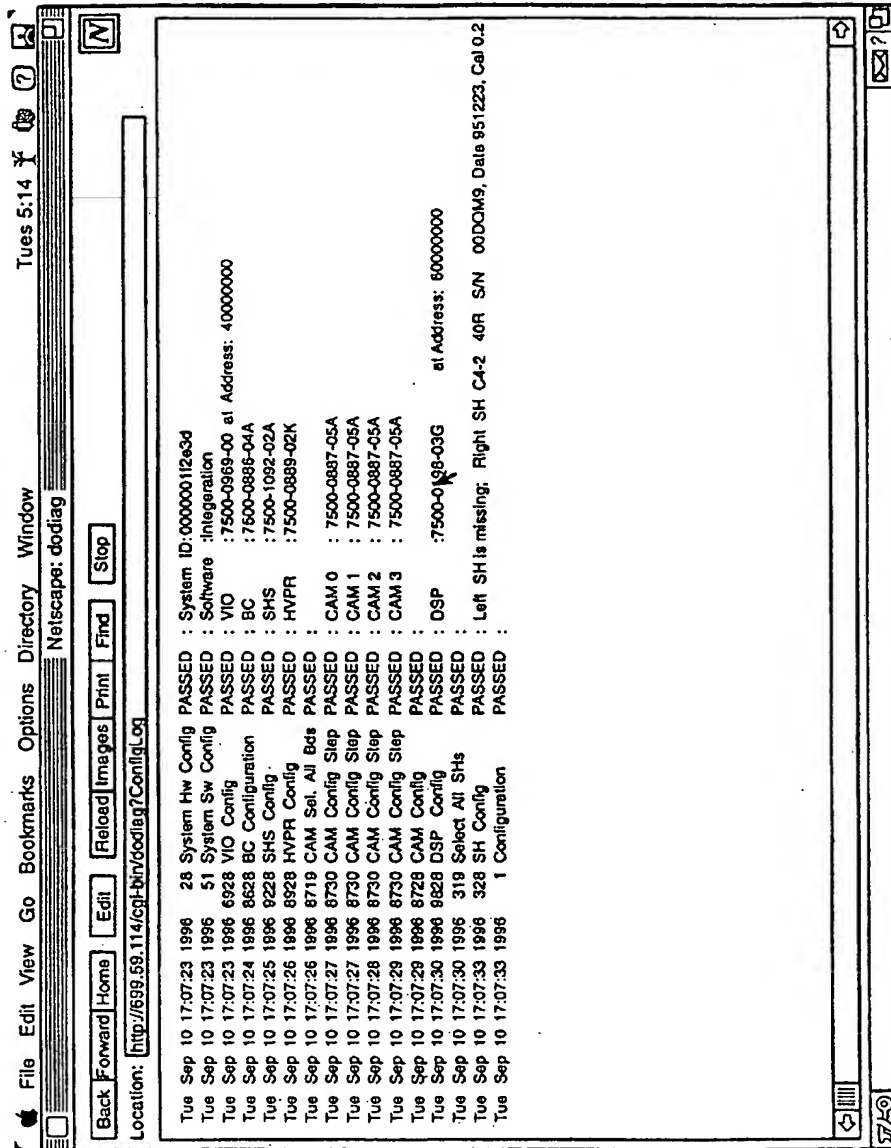 File Edit View Go Bookmarks Options Directory Window Tues 5:14
Netscape: dodiag
Back Forward Home Edit Reload Images Print Find Stop N
Location: http://699.59.114/cgi-bin/dodiag?ConfigLog
Tue Sep 10 17:07:23 1996 28 System Hw Config PASSED : System ID:0000001f2e3d
Tue Sep 10 17:07:23 1996 51 System Sw Config PASSED : Software :Integeration
Tue Sep 10 17:07:23 1996 6928 VIO Config PASSED : VIO :7500-0969-00 at Address: 40000000
Tue Sep 10 17:07:24 1996 8628 BC Configuration PASSED : BC :7500-0886-04A
Tue Sep 10 17:07:25 1996 9228 SHS Config PASSED : SHS :7500-1092-02A
Tue Sep 10 17:07:26 1996 8928 HVPR Config PASSED : HVPR :7500-0889-02K
Tue Sep 10 17:07:26 1996 8719 CAM Sel. All Bds PASSED :
Tue Sep 10 17:07:27 1996 8730 CAM Config Step PASSED : CAM 0 : 7500-0887-05A
Tue Sep 10 17:07:27 1996 8730 CAM Config Step PASSED : CAM 1 : 7500-0887-05A
Tue Sep 10 17:07:28 1996 8730 CAM Config Step PASSED : CAM 2 : 7500-0887-05A
Tue Sep 10 17:07:29 1996 8730 CAM Config Step PASSED : CAM 3 : 7500-0887-05A
Tue Sep 10 17:07:29 1996 8728 CAM Config PASSED :
Tue Sep 10 17:07:30 1996 9828 DSP Config PASSED : DSP :7500-0198-03G at Address: 60000000
Tue Sep 10 17:07:30 1996 319 Select All SHs PASSED :
Tue Sep 10 17:07:33 1996 328 SH Config PASSED : Left SH is missing; Right SH C4-2 40R S/N 00DQM9, Date 951223, Cal 0.2
Tue Sep 10 17:07:33 1996 1 Configuration PASSED :